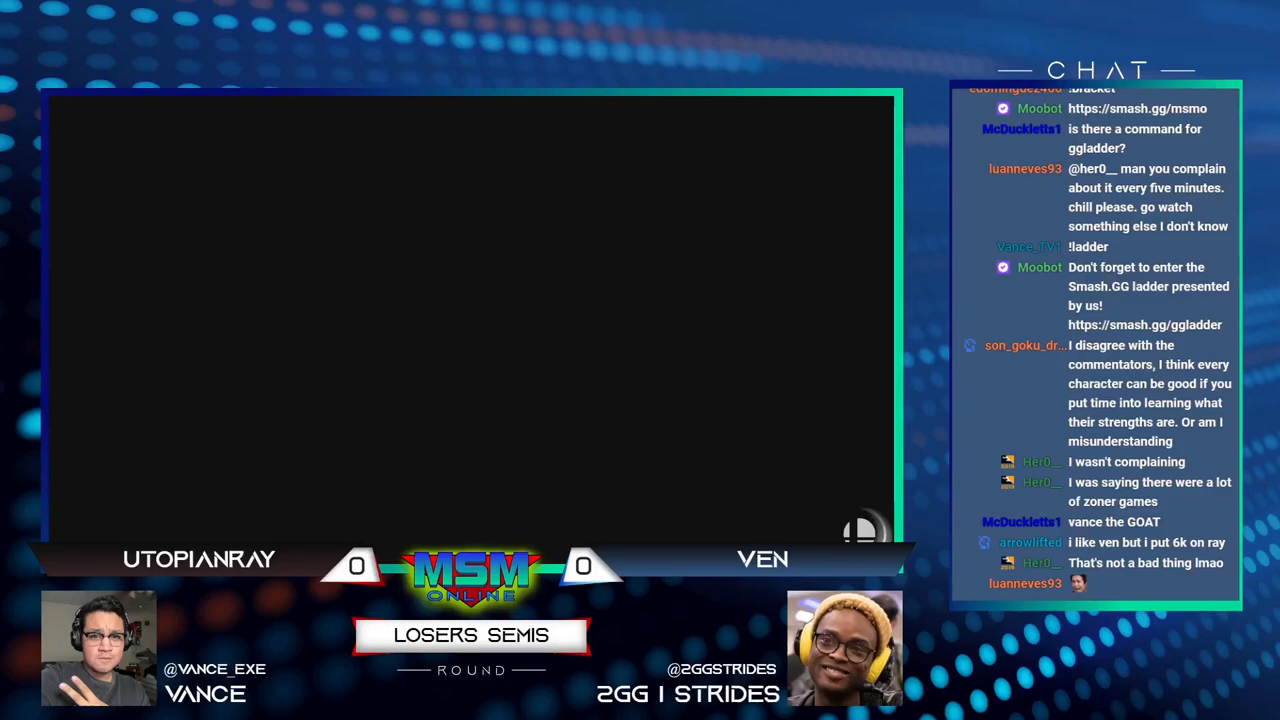 CHAT
edomingue2400 !bracket
Moobot https://smash.gg/msmo
McDuckletts1 is there a command for
ggladder?
luanneves93 @her0__ man you complain
about it every five minutes.
chill please. go watch
something else I don't know
Vance_TV1 !ladder
Moobot Don't forget to enter the
Smash.GG ladder presented
by us!
https://smash.gg/ggladder
son_goku_dr... I disagree with the
commentators, I think every
character can be good if you
put time into learning what
their strengths are. Or am I
misunderstanding
Her0__ I wasn't complaining
Her0__ I was saying there were a lot
of zoner games
McDuckletts1 vance the GOAT
arrowlifted i like ven but i put 6k on ray
Her0__ That's not a bad thing lmao
luanneves93
UTOPIANRAY 0 MSM ONLINE 0 VEN
LOSERS SEMIS
ROUND
@VANCE_EXE
VANCE
@2GGSTRIDES
2GG | STRIDES